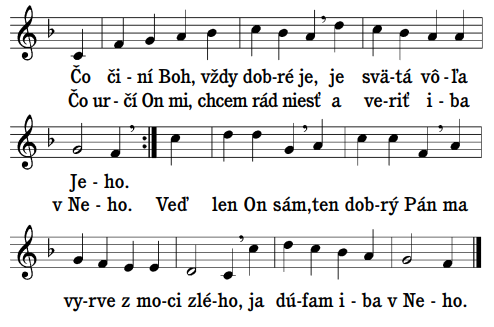 Čo či - ní Boh, vždy dob - ré je, je svä - tá vô - ľa
Čo ur - čí On mi, chcem rád niesť a ve - riť i - ba
Je - ho.
v Ne - ho. Veď len On sám, ten dob - rý Pán ma
vy - rve z mo - ci zlé - ho, ja dú - fam i - ba v Ne - ho.